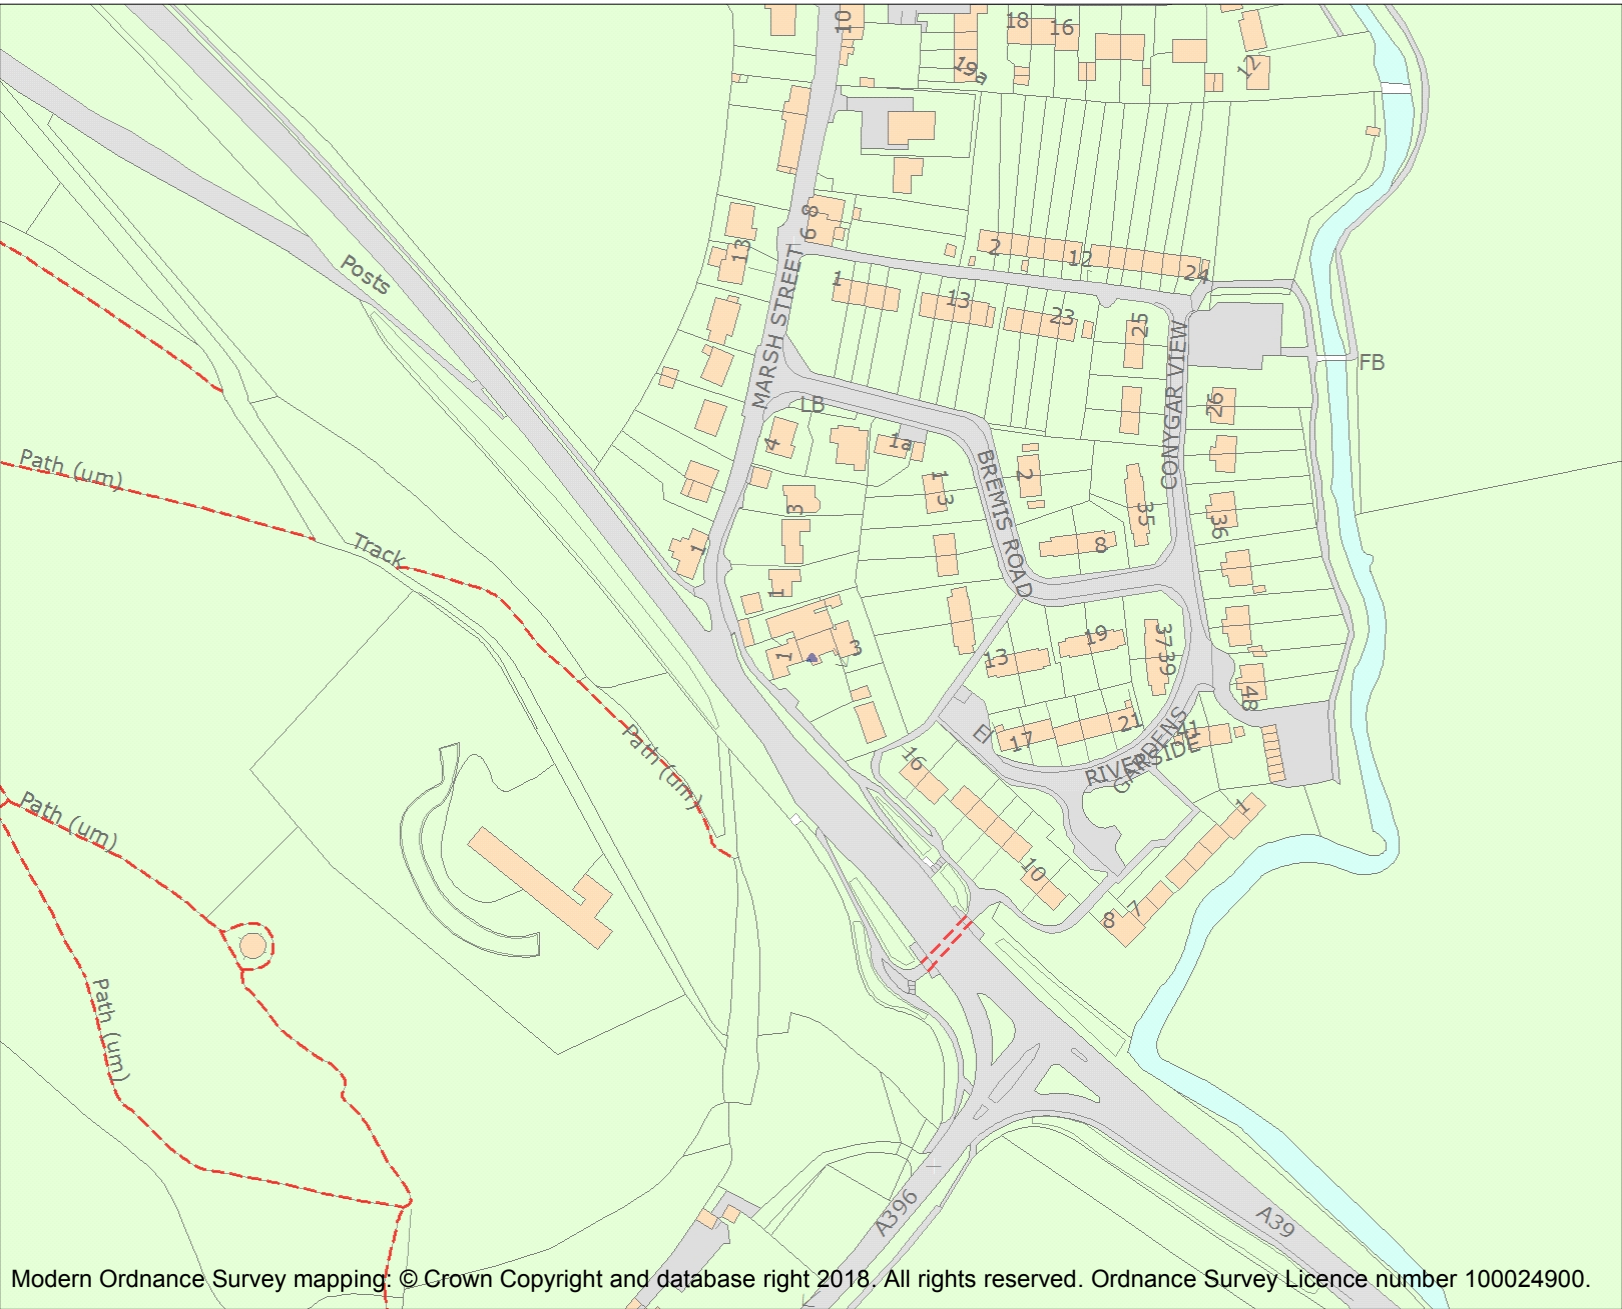 10
18
16
19a
12
8
6
13
2
12
24
Posts
1
13
23
25
MARSH STREET
CONYGAR VIEW
FB
LB
26
4
1a
BREMIS ROAD
Path (um)
2
1
3
3
35
36
Track
1
8
1
1
3
19
37
39
13
48
Path (um)
El
17
21
41
RIVERSIDE
GARDENS
16
Path (um)
1
10
8
7
Path (um)
A396
A39
Modern Ordnance Survey mapping: © Crown Copyright and database right 2018. All rights reserved. Ordnance Survey Licence number 100024900.